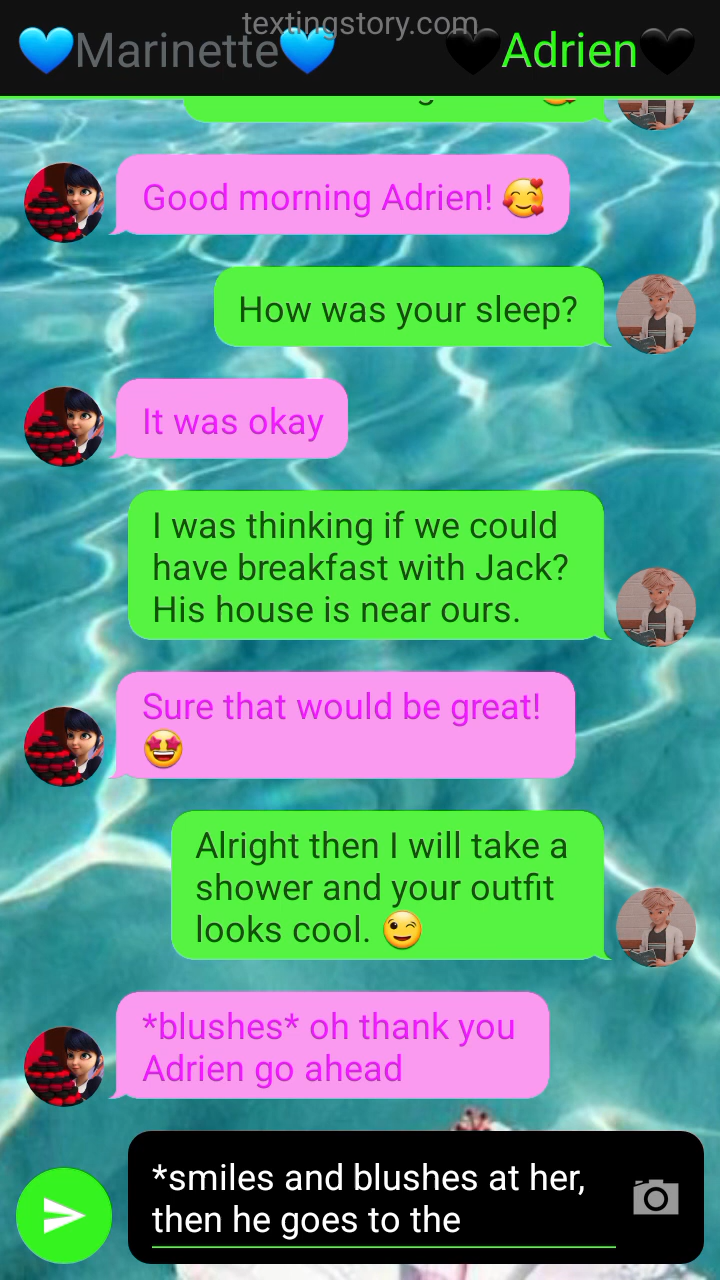 textingstory.com
💙Marinette💙
🖤Adrien🖤
Good morning Adrien! 🥰
How was your sleep?
It was okay
I was thinking if we could
have breakfast with Jack?
His house is near ours.
Sure that would be great!
🤩
Alright then I will take a
shower and your outfit
looks cool. 😉
*blushes* oh thank you
Adrien go ahead
*smiles and blushes at her,
then he goes to the